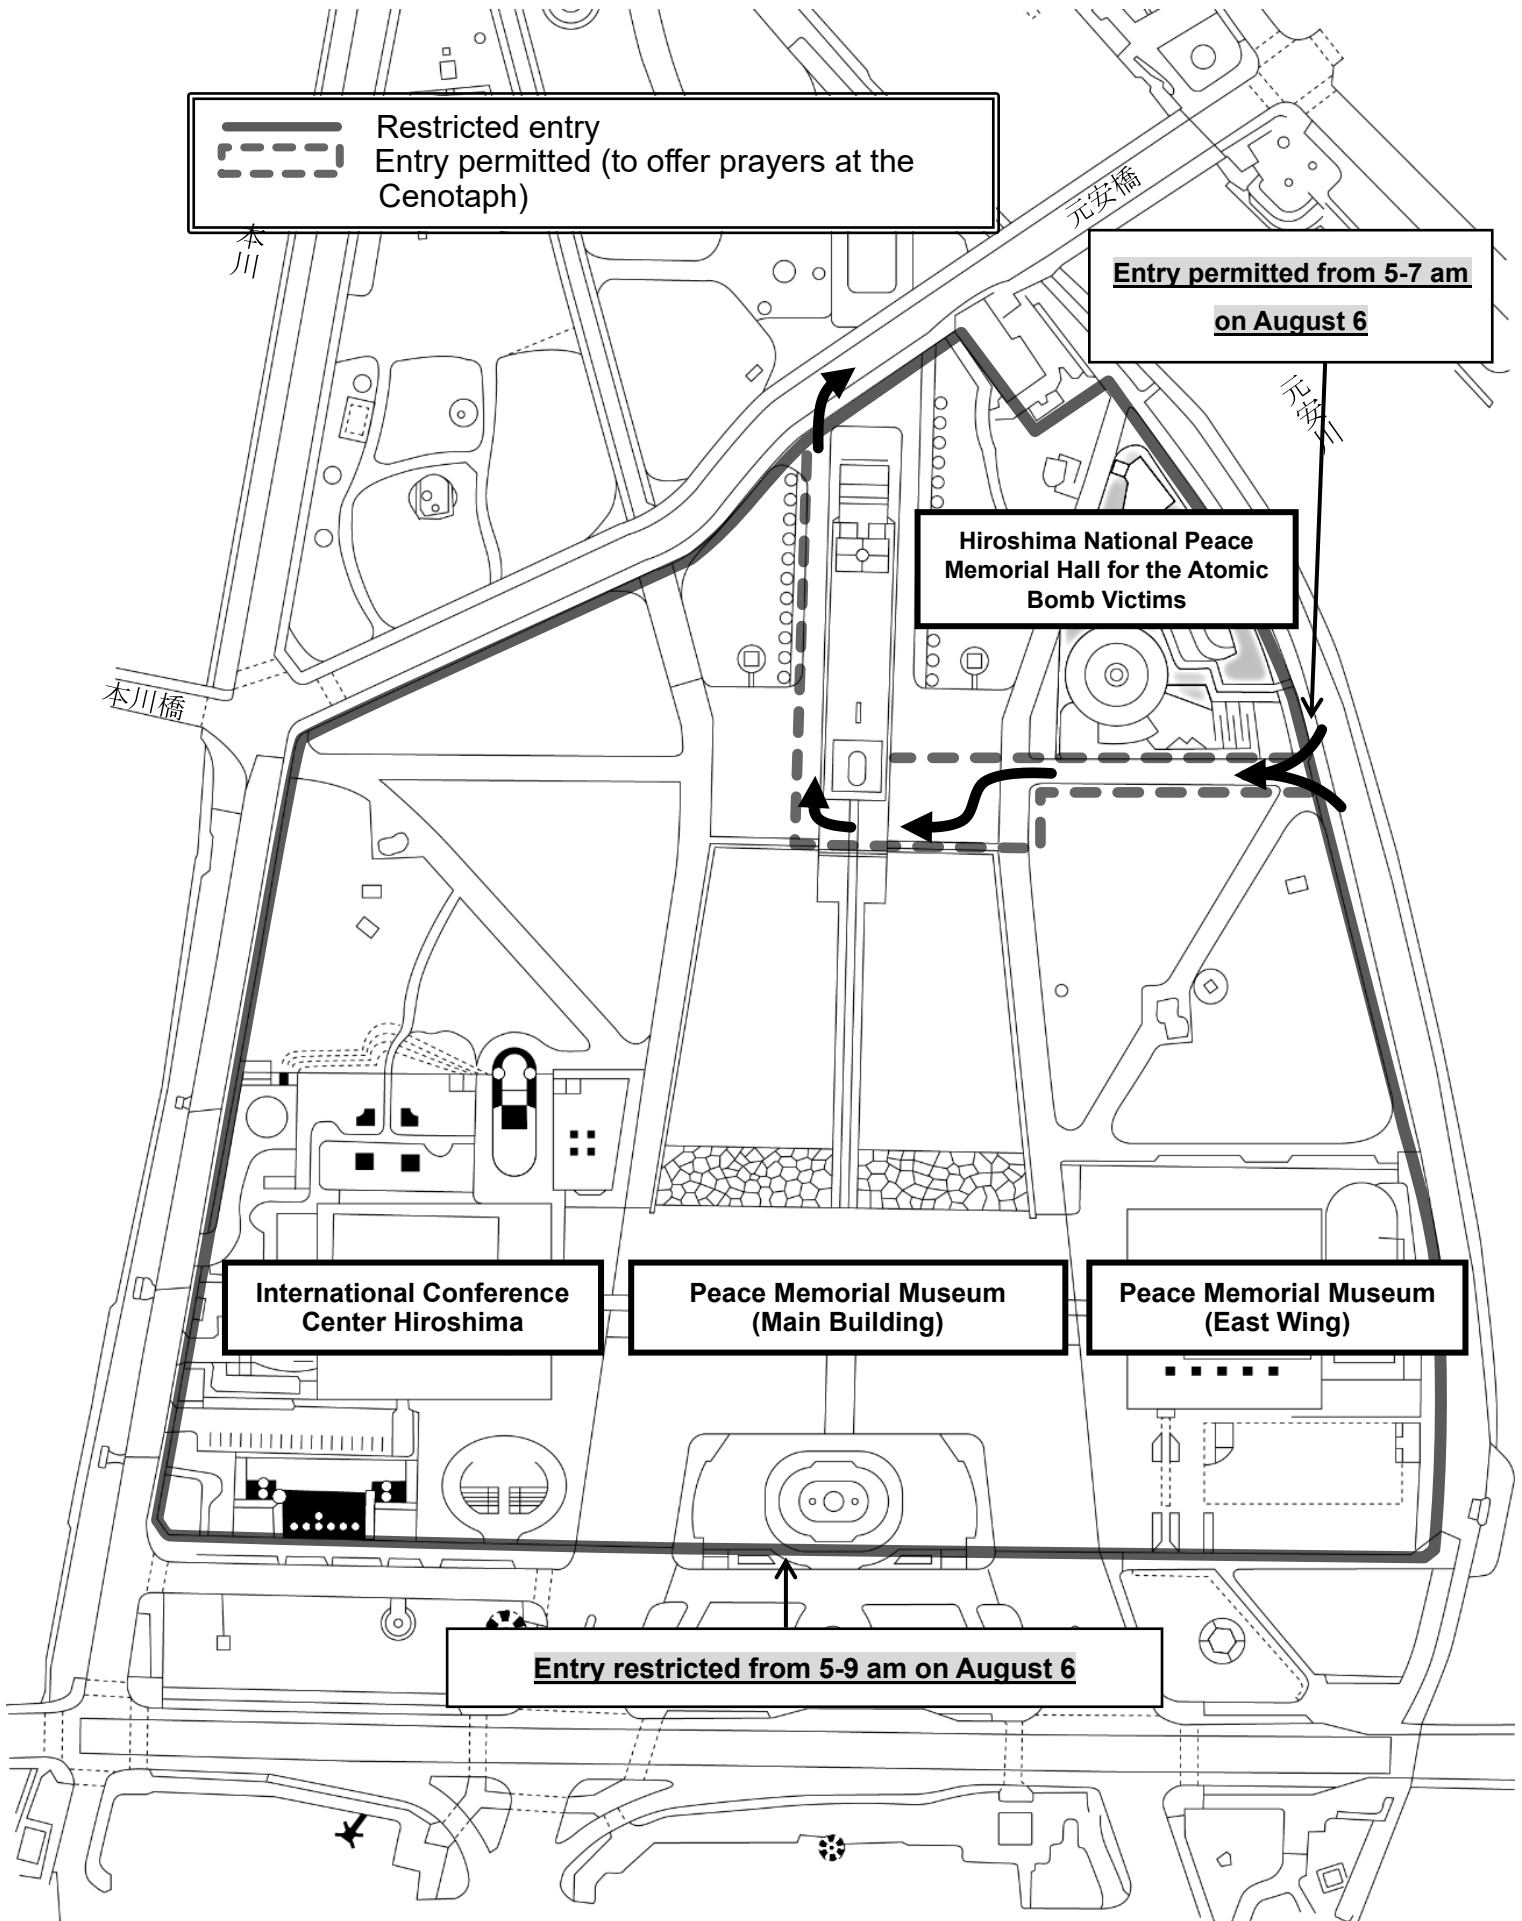 Restricted entry
Entry permitted (to offer prayers at the
Cenotaph)
本川
元安橋
Entry permitted from 5-7 am
on August 6
元安川
Hiroshima National Peace
Memorial Hall for the Atomic
Bomb Victims
本川橋
International Conference
Center Hiroshima
Peace Memorial Museum
(Main Building)
Peace Memorial Museum
(East Wing)
Entry restricted from 5-9 am on August 6